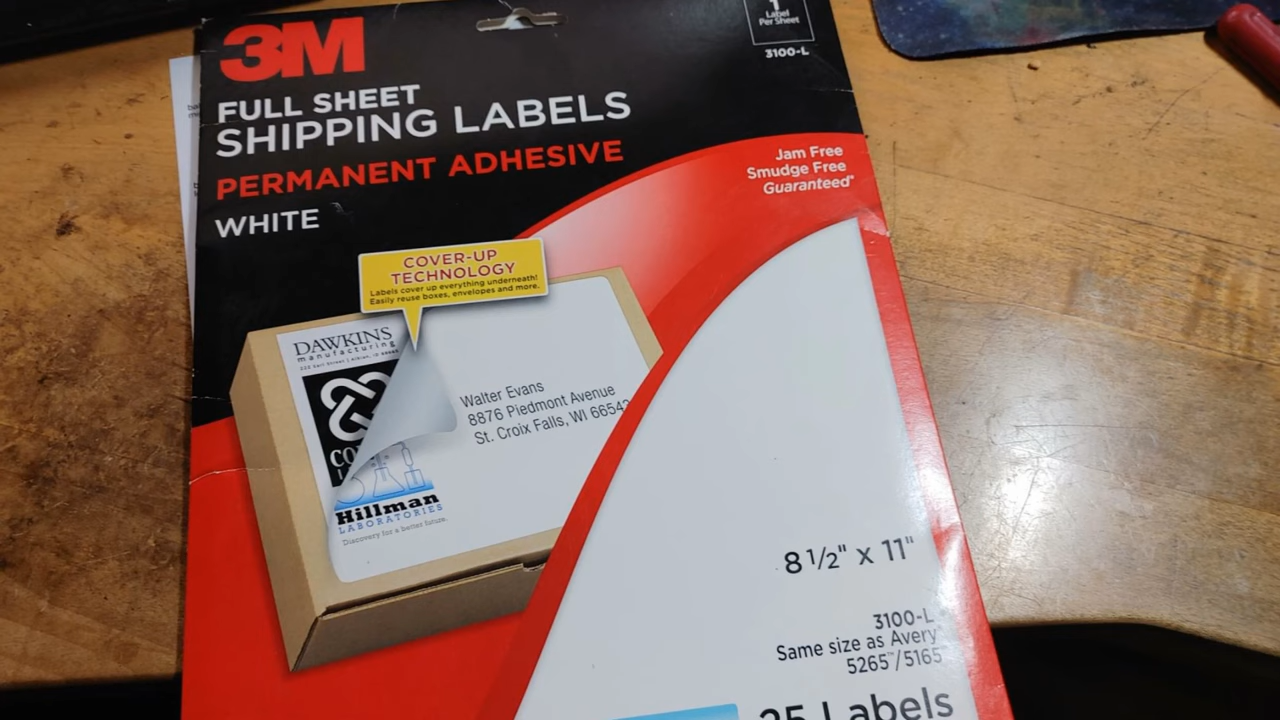 3M
1
Label
Per Sheet
3100-L
FULL SHEET
SHIPPING LABELS
PERMANENT ADHESIVE
WHITE
Jam Free
Smudge Free
Guaranteed*
COVER-UP
TECHNOLOGY
Labels cover up everything underneath!
Easily reuse boxes, envelopes and more.
DAWKINS
manufacturing
Walter Evans
8876 Piedmont Avenue
St. Croix Falls, WI 66542
Hillman
LABORATORIES
Discovery for a better future.
8 1/2" x 11"
3100-L
Same size as Avery®
5265™/5165
25 Labels